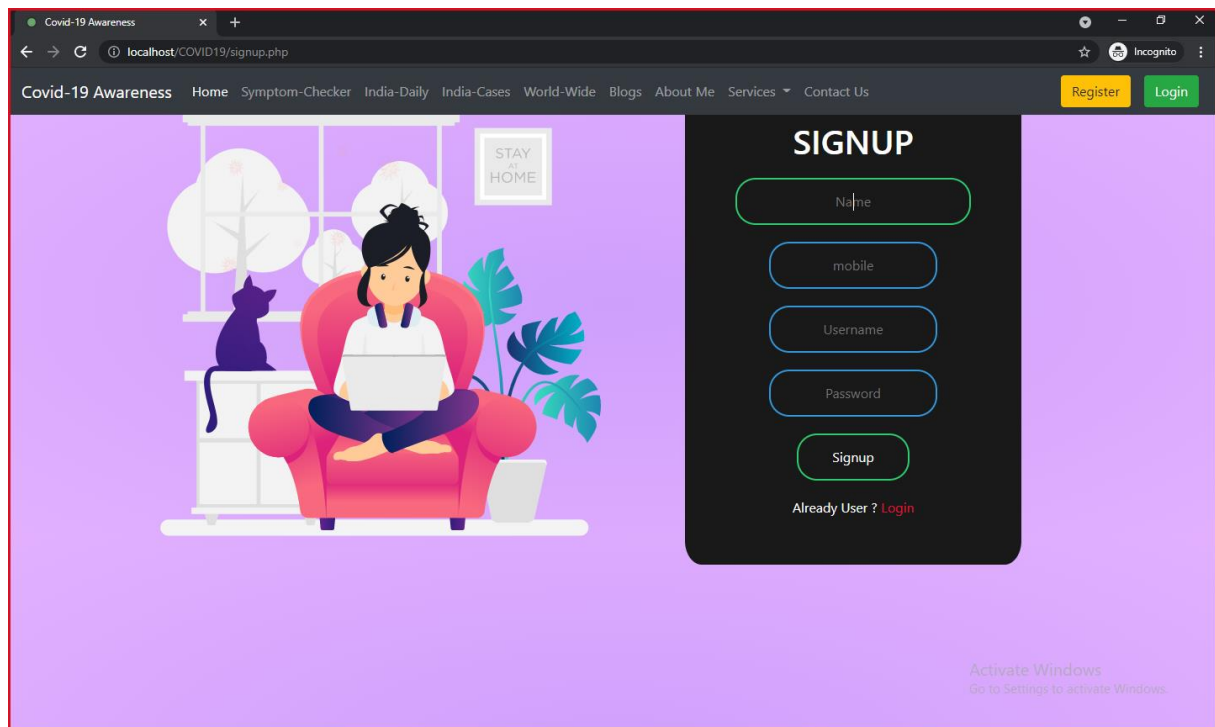 Covid-19 Awareness
localhost/COVID19/signup.php
Incognito
Covid-19 Awareness Home Symptom-Checker India-Daily India-Cases World-Wide Blogs About Me Services Contact Us Register Login
STAY
AT
HOME
SIGNUP
Name
mobile
Username
Password
Signup
Already User ? Login
Activate Windows
Go to Settings to activate Windows.